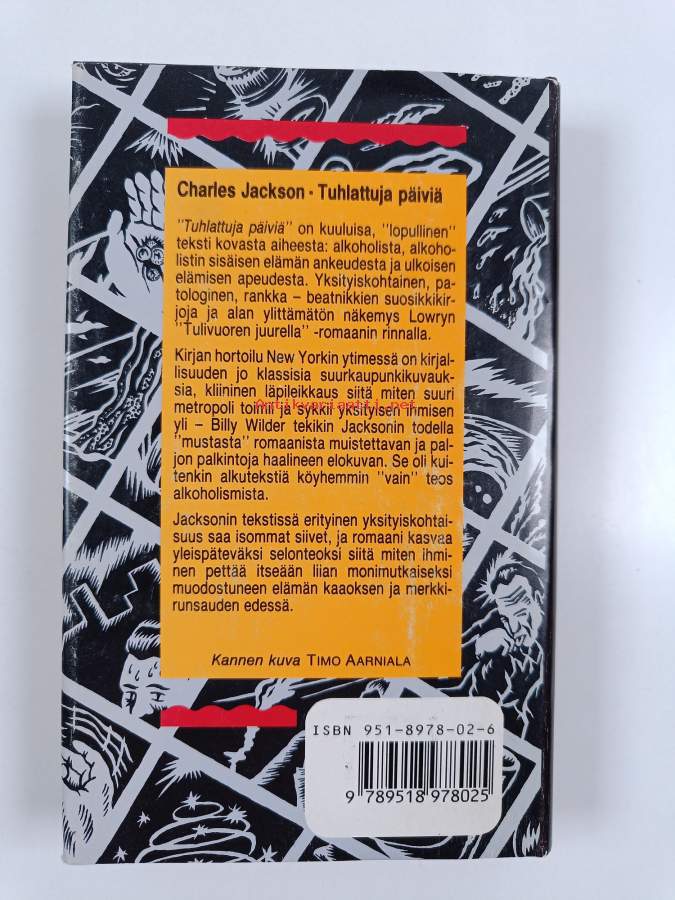 Charles Jackson · Tuhlattuja päiviä
"Tuhlattuja päiviä" on kuuluisa, "lopullinen"
teksti kovasta aiheesta: alkoholista, alkoho-
listin sisäisen elämän ankeudesta ja ulkoisen
elämisen apeudesta. Yksityiskohtainen, pa-
tologinen, rankka – beatnikkien suosikkikir-
joja ja alan ylittämätön näkemys Lowryn
"Tulivuoren juurella" -romaanin rinnalla.
Kirjan hortoilu New Yorkin ytimessä on kirjal-
lisuuden jo klassisia suurkaupunkikuvauk-
sia, kliininen läpileikkaus siitä miten suuri
metropoli toimii ja sykkii yksityisen ihmisen
Antikvariantti.net
yli – Billy Wilder tekikin Jacksonin todella
"mustasta" romaanista muistettavan ja pal-
jon palkintoja haalineen elokuvan. Se oli kui-
tenkin alkutekstiä köyhemmin "vain" teos
alkoholismista.
Jacksonin tekstissä erityinen yksityiskohtai-
suus saa isommat siivet, ja romaani kasvaa
yleispäteväksi selonteoksi siitä miten ihmi-
nen pettää itseään liian monimutkaiseksi
muodostuneen elämän kaaoksen ja merkki-
runsauden edessä.
Kannen kuva TIMO AARNIALA
ISBN 951-8978-02-6
9 789518 978025